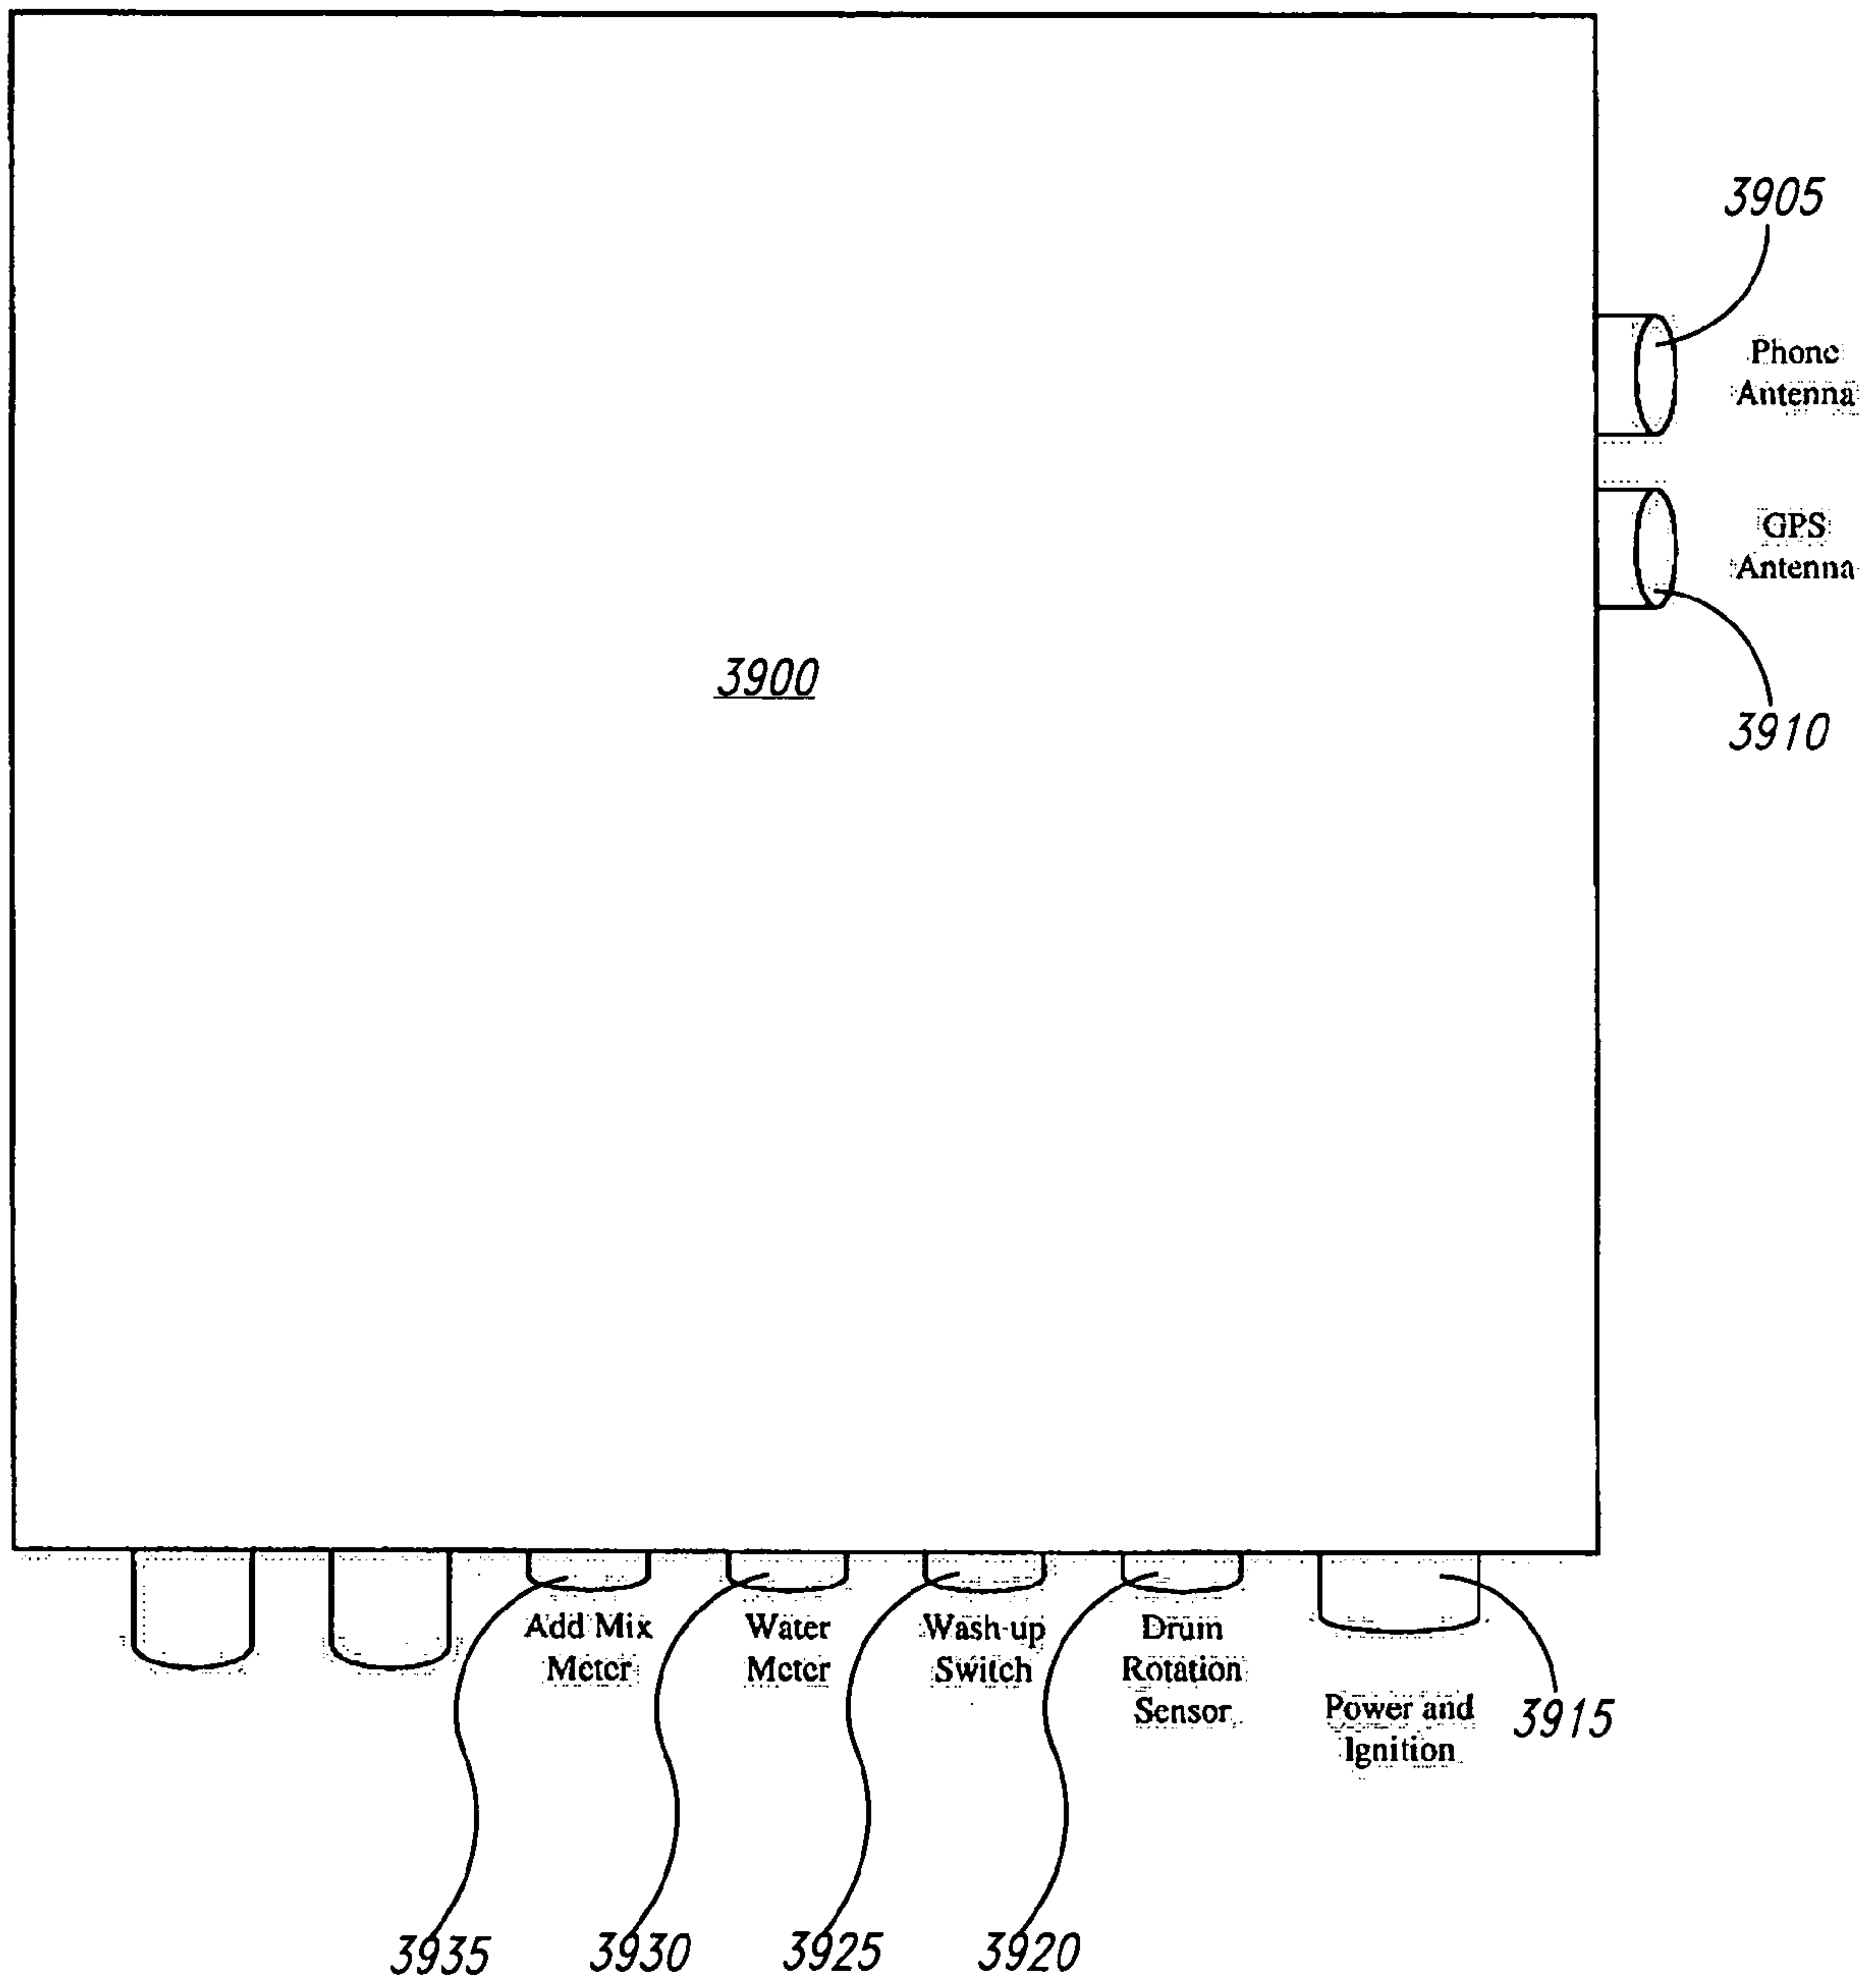 3905
Phone
Antenna
GPS
Antenna
3900
3910
Add Mix
Meter
Water
Meter
Wash-up
Switch
Drum
Rotation
Sensor
Power and
Ignition
3915
3935
3930
3925
3920